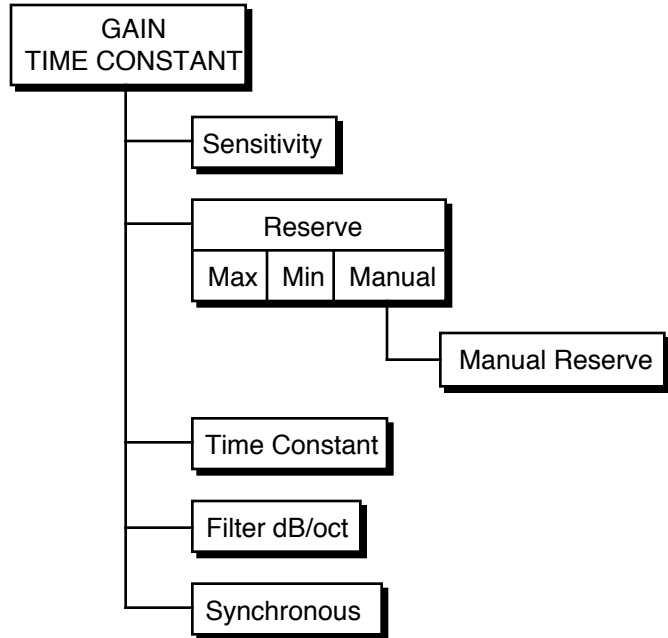 GAIN
TIME CONSTANT
Sensitivity
Reserve
Max Min Manual
Manual Reserve
Time Constant
Filter dB/oct
Synchronous